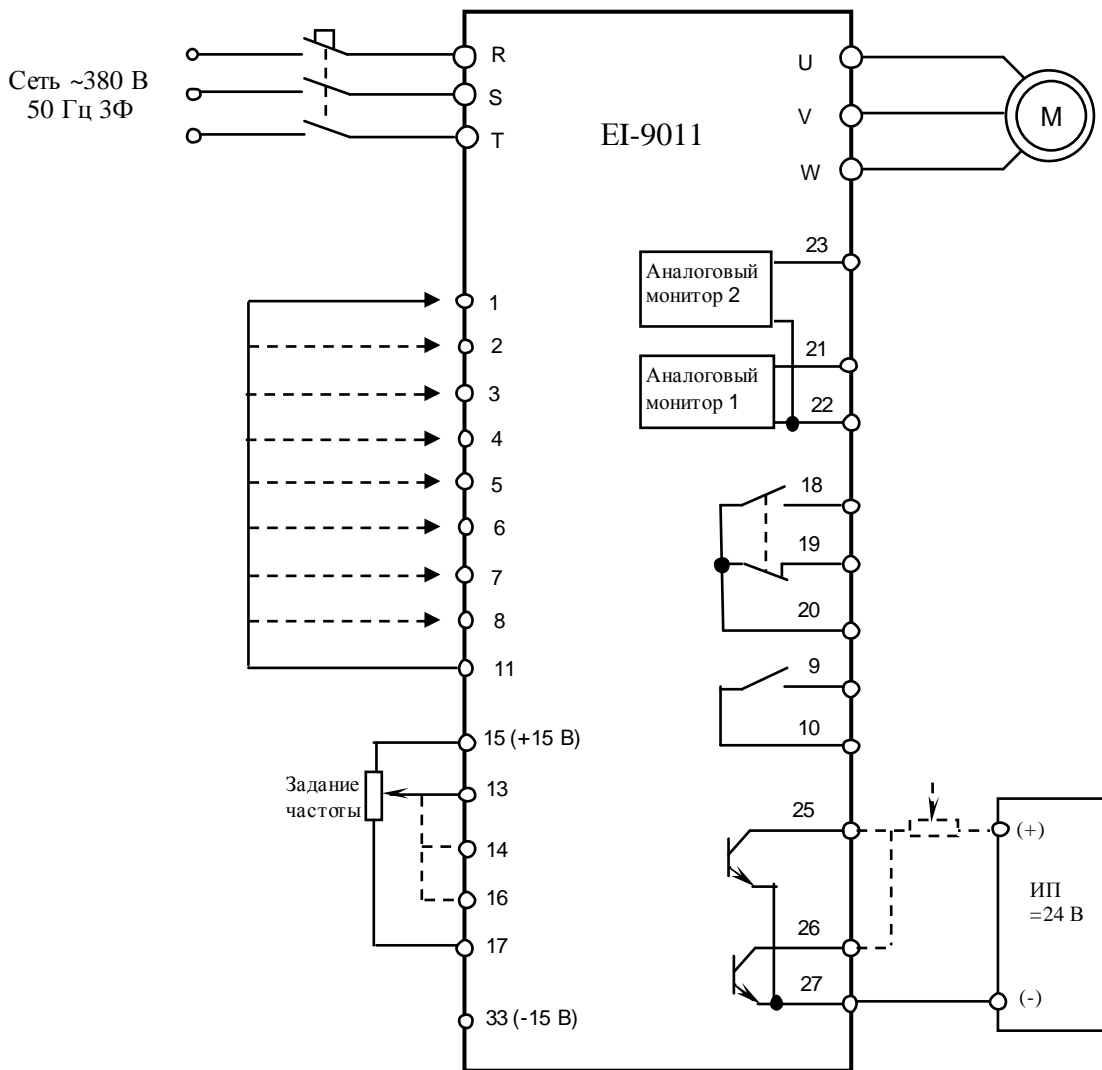 Сеть ~380 В
50 Гц 3Ф
R
S
T
EI-9011
U
V
W
M
23
Аналоговый
монитор 2
21
Аналоговый
монитор 1
22
1
2
3
4
5
6
7
8
11
18
19
20
9
10
15 (+15 В)
Задание
частоты
13
14
16
17
33 (-15 В)
25
(+)
ИП
=24 В
26
27
(-)